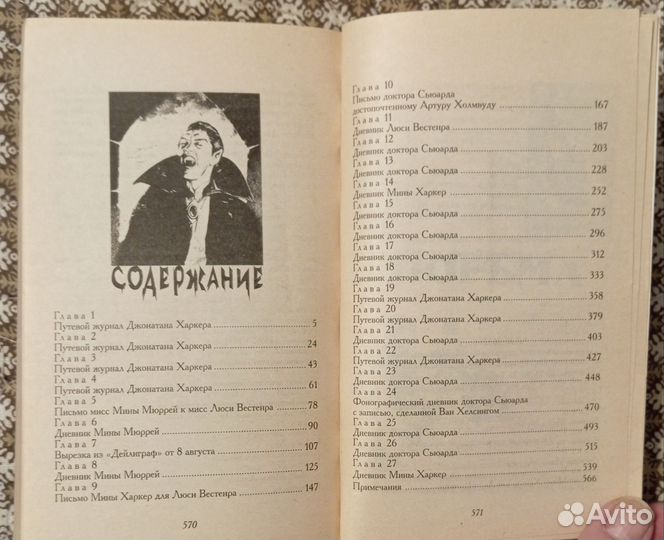 СОДЕРЖАНИЕ
Глава 1
Путевой журнал Джонатана Харкера 5
Глава 2
Путевой журнал Джонатана Харкера 24
Глава 3
Путевой журнал Джонатана Харкера 43
Глава 4
Путевой журнал Джонатана Харкера 61
Глава 5
Письмо мисс Мины Мюррей к мисс Люси Вестенра 78
Глава 6
Дневник Мины Мюррей 90
Глава 7
Вырезка из «Дейлиграф» от 8 августа 107
Глава 8
Дневник Мины Мюррей 125
Глава 9
Письмо Мины Харкер для Люси Вестенра 147
570
Глава 10
Письмо доктора Сьюарда
достопочтенному Артуру Холмвуду 167
Глава 11
Дневник Люси Вестенра 187
Глава 12
Дневник доктора Сьюарда 203
Глава 13
Дневник доктора Сьюарда 228
Глава 14
Дневник Мины Харкер 252
Глава 15
Дневник доктора Сьюарда 275
Глава 16
Дневник доктора Сьюарда 296
Глава 17
Дневник доктора Сьюарда 312
Глава 18
Дневник доктора Сьюарда 333
Глава 19
Путевой журнал Джонатана Харкера 358
Глава 20
Путевой журнал Джонатана Харкера 379
Глава 21
Дневник доктора Сьюарда 403
Глава 22
Путевой журнал Джонатана Харкера 427
Глава 23
Дневник доктора Сьюарда 448
Глава 24
Фонографический дневник доктора Сьюарда
с записью, сделанной Ван Хелсингом 470
Глава 25
Дневник доктора Сьюарда 493
Глава 26
Дневник доктора Сьюарда 515
Глава 27
Дневник Мины Харкер 539
Примечания 566
571
Avito